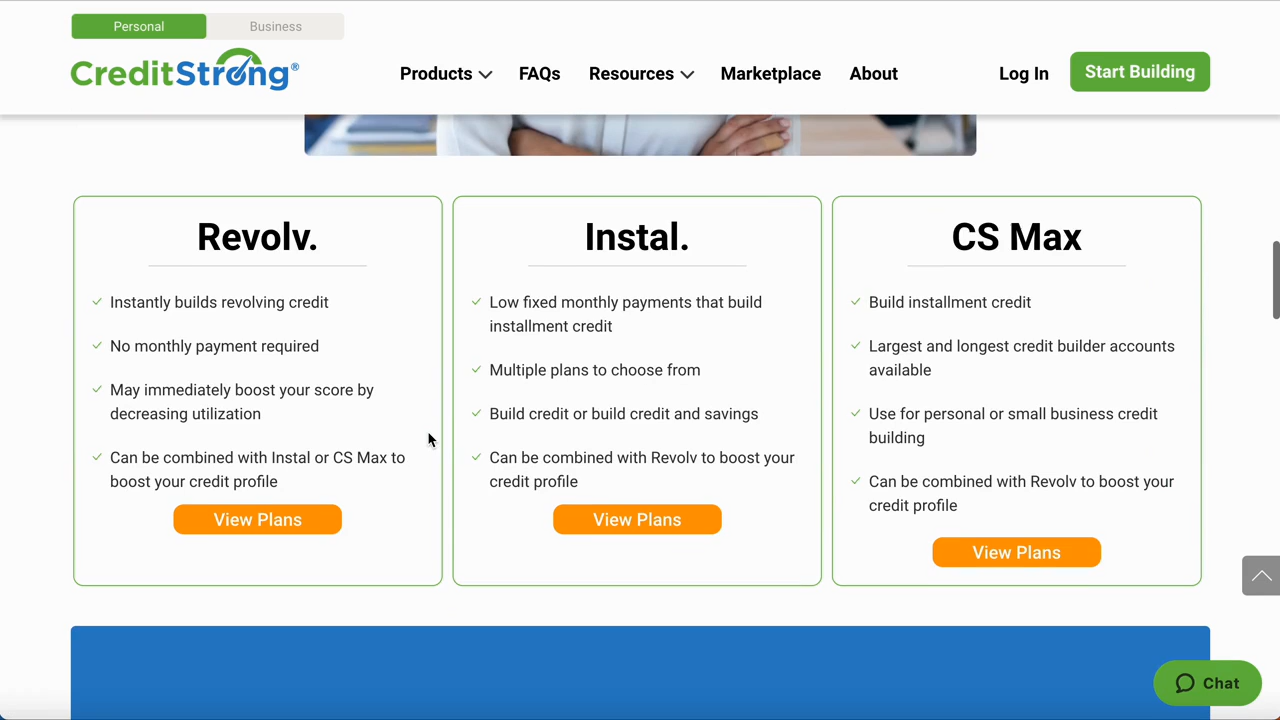 Personal
Business
CreditStrong®
Products
FAQs
Resources
Marketplace
About
Log In
Start Building
Revolv.
Instantly builds revolving credit
No monthly payment required
May immediately boost your score by
decreasing utilization
Can be combined with Instal or CS Max to
boost your credit profile
View Plans
Instal.
Low fixed monthly payments that build
installment credit
Multiple plans to choose from
Build credit or build credit and savings
Can be combined with Revolv to boost your
credit profile
View Plans
CS Max
Build installment credit
Largest and longest credit builder accounts
available
Use for personal or small business credit
building
Can be combined with Revolv to boost your
credit profile
View Plans
Chat